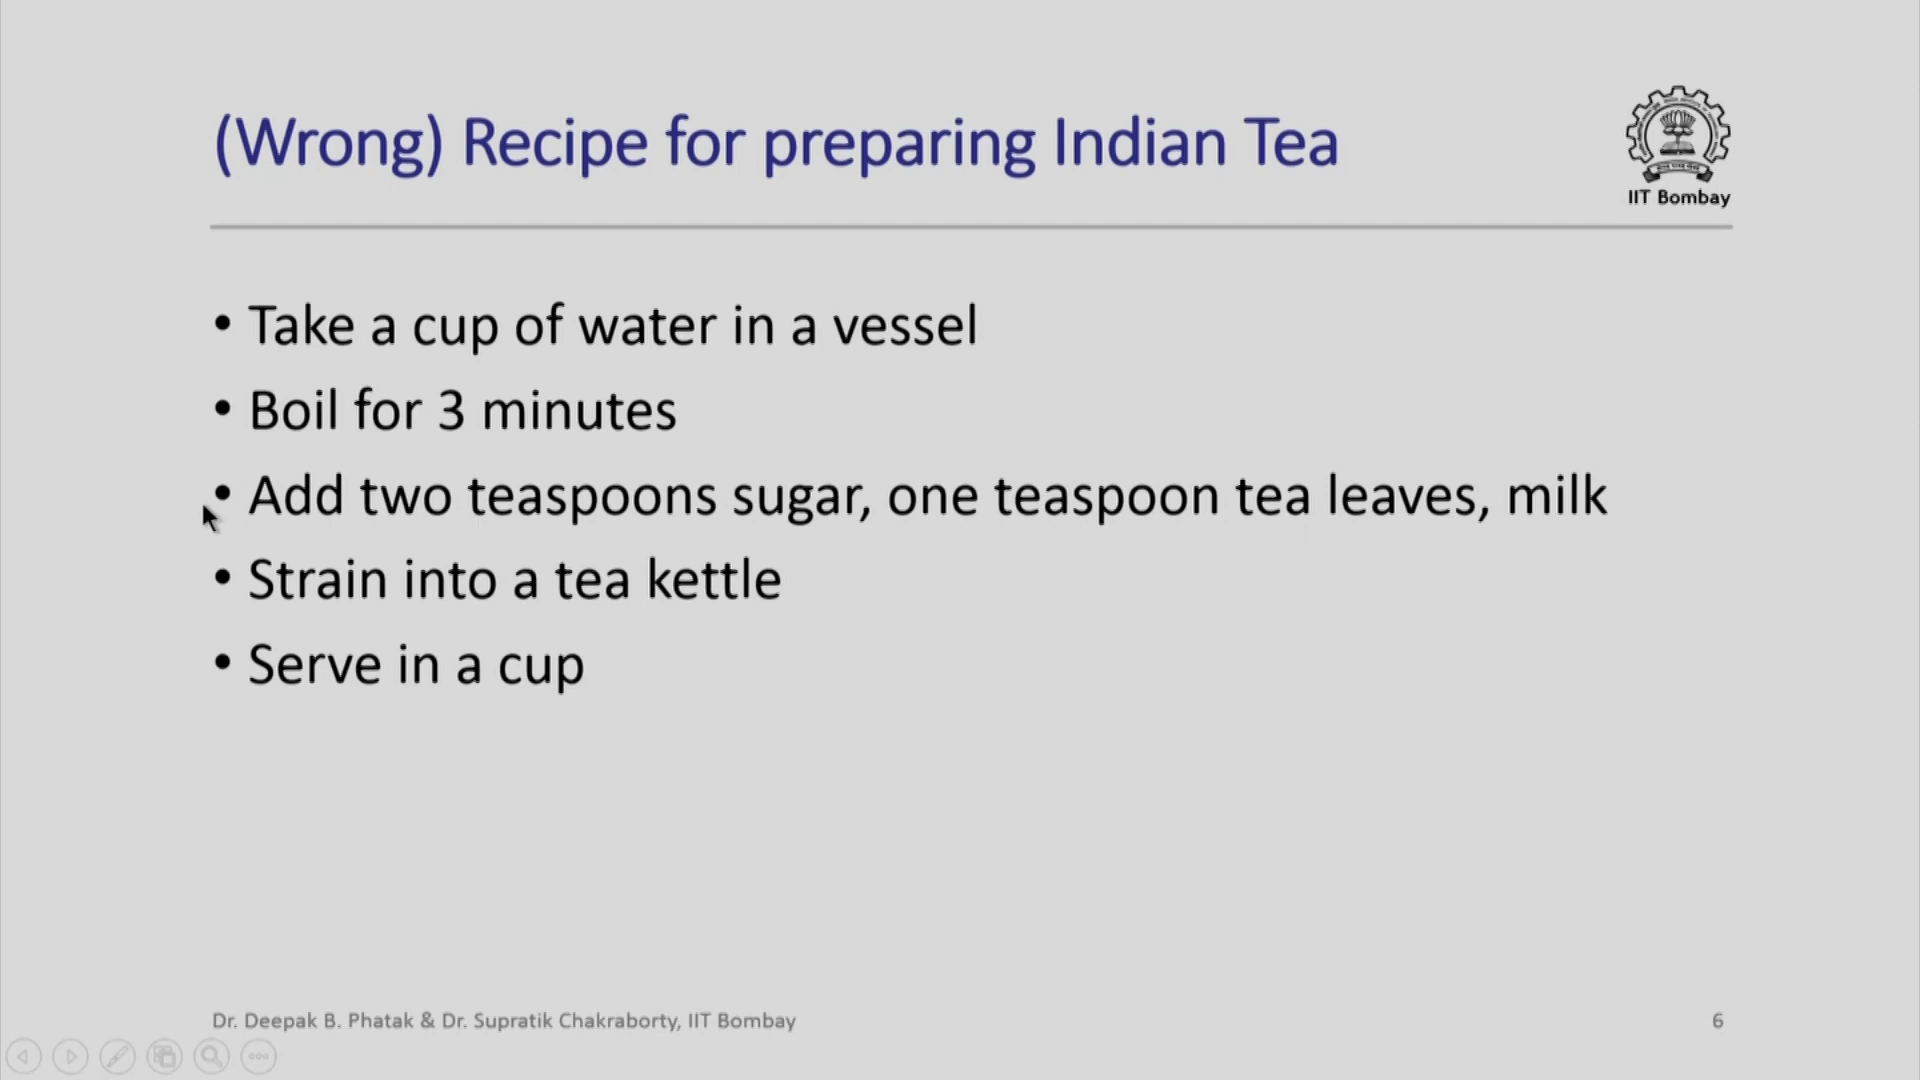 (Wrong) Recipe for preparing Indian Tea
IIT Bombay
• Take a cup of water in a vessel
• Boil for 3 minutes
• Add two teaspoons sugar, one teaspoon tea leaves, milk
• Strain into a tea kettle
• Serve in a cup
Dr. Deepak B. Phatak & Dr. Supratik Chakraborty, IIT Bombay
6